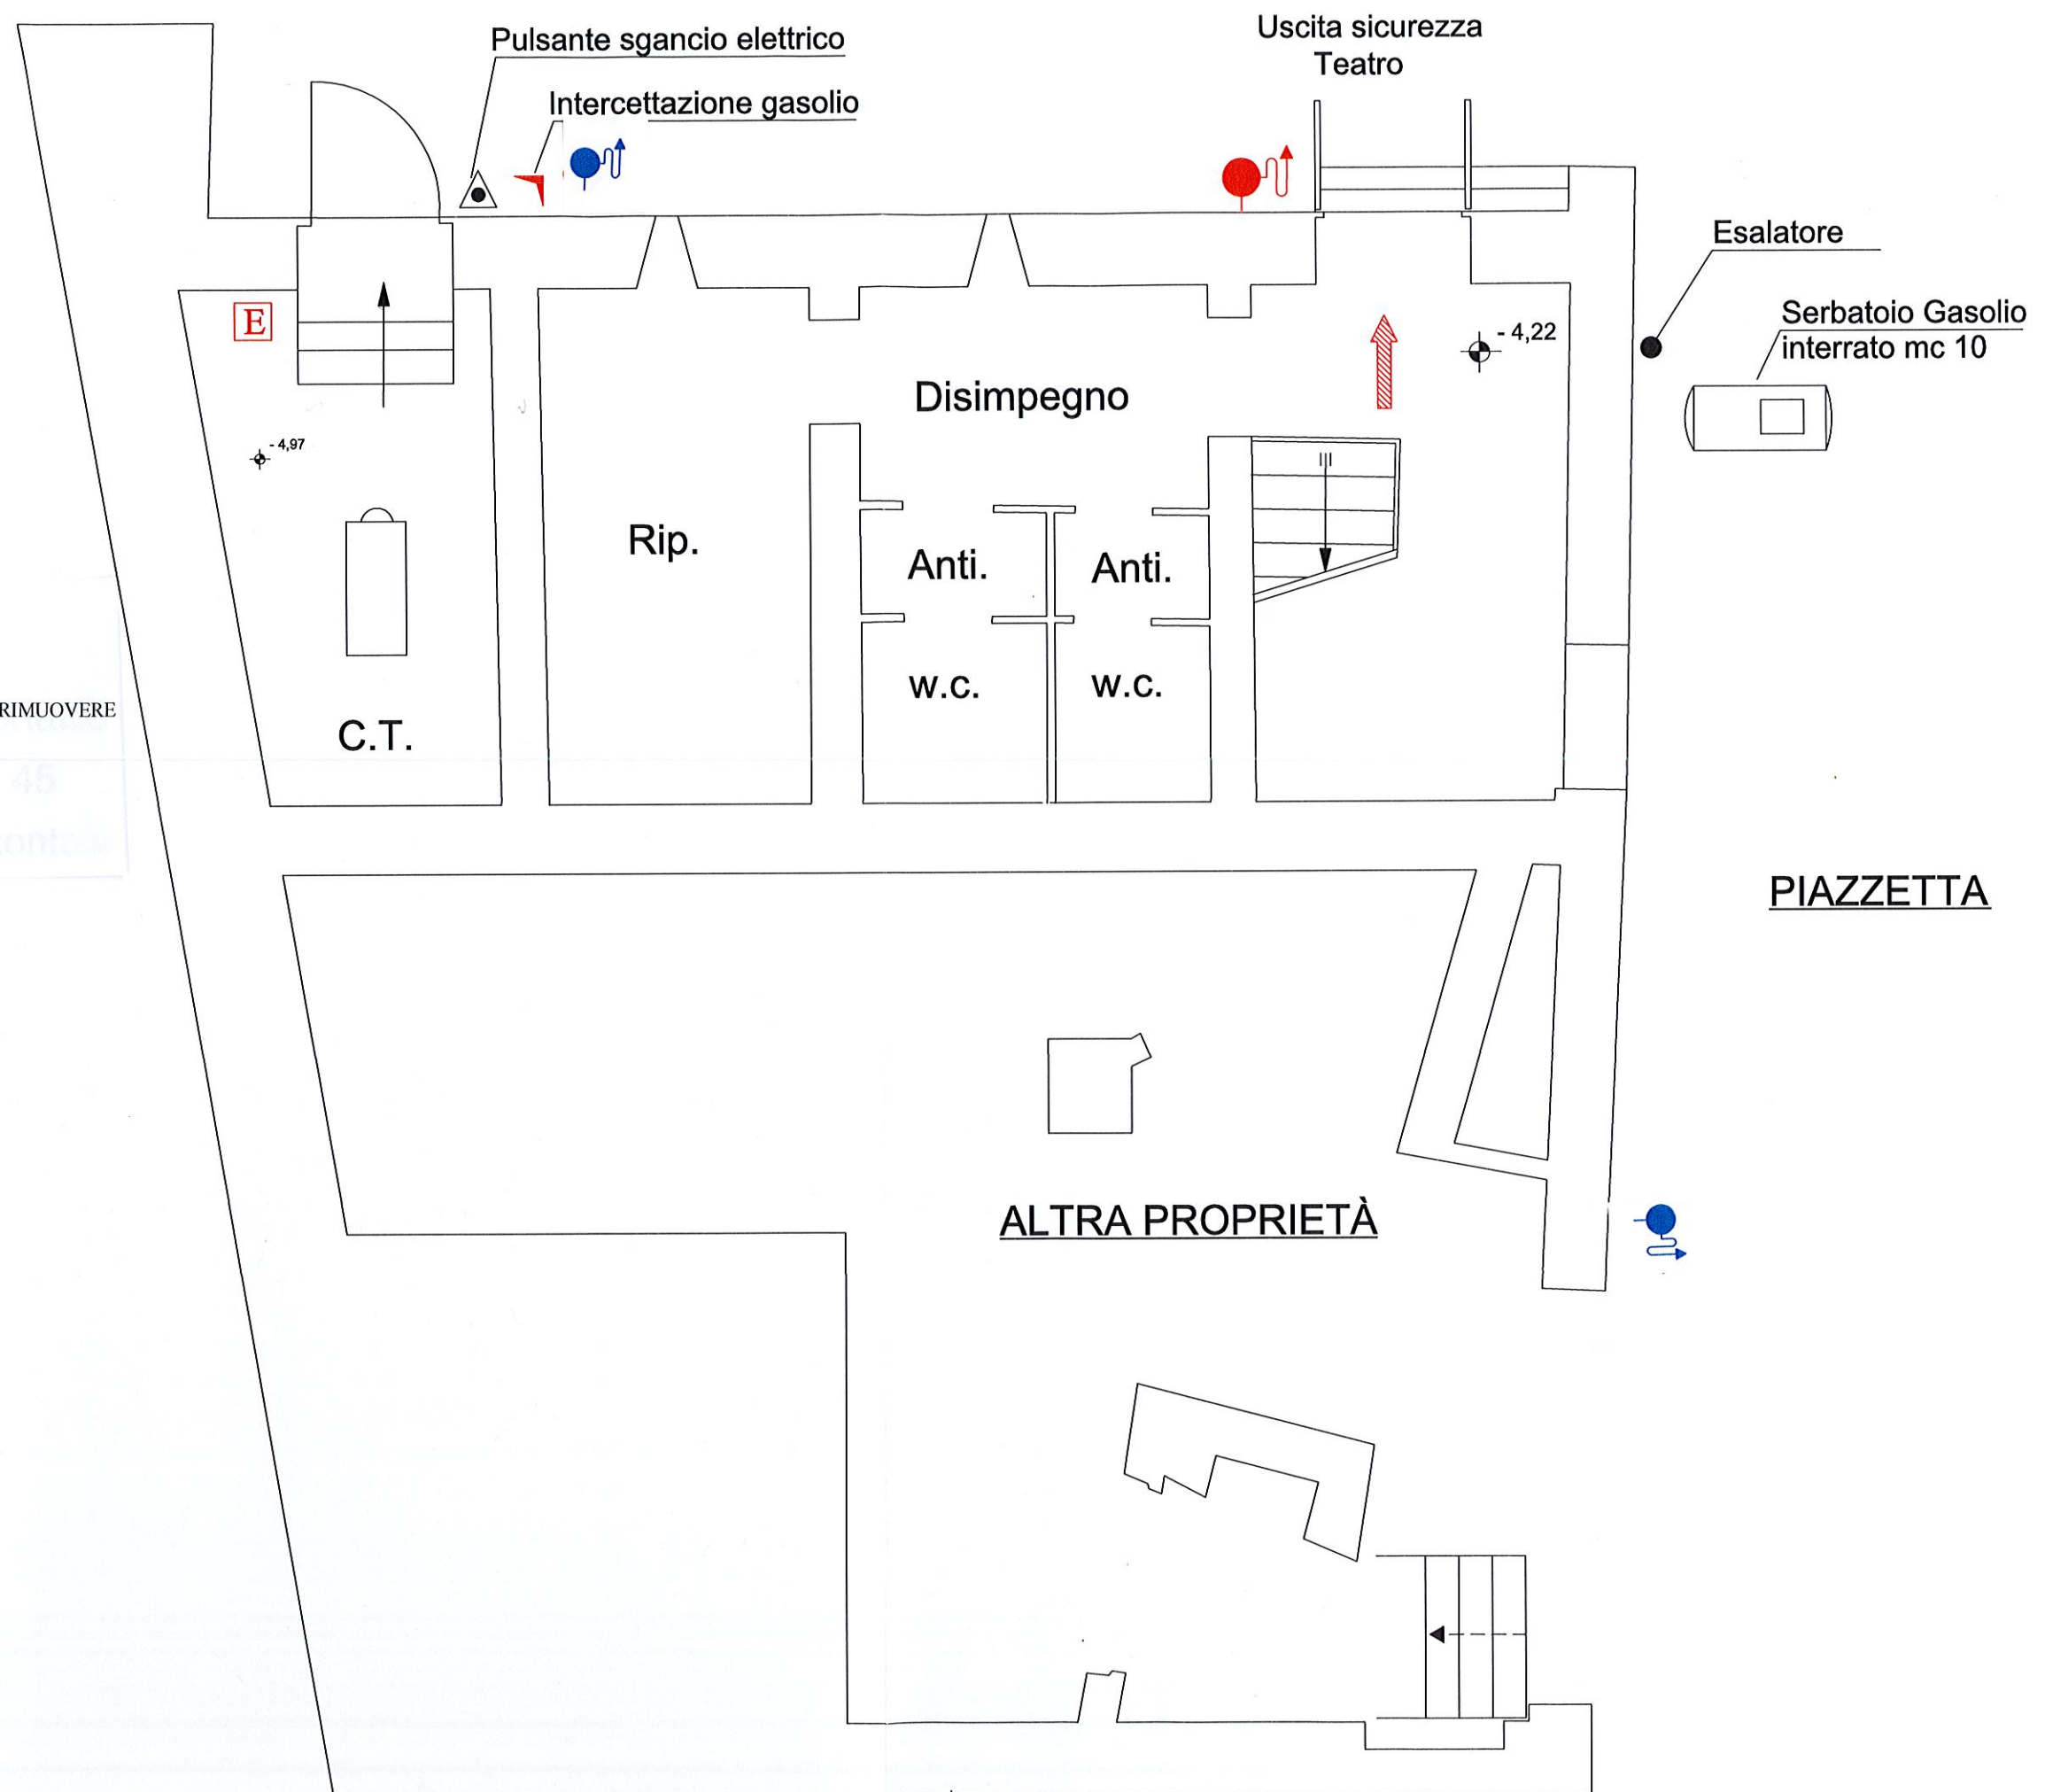 Pulsante sgancio elettrico
Uscita sicurezza
Teatro
Intercettazione gasolio
Esalatore
Serbatoio Gasolio
interrato mc 10
E
- 4,22
Disimpegno
- 4,97
Rip.
Anti.
Anti.
w.c.
w.c.
RIMUOVERE
C.T.
45
PIAZZETTA
ALTRA PROPRIETÀ